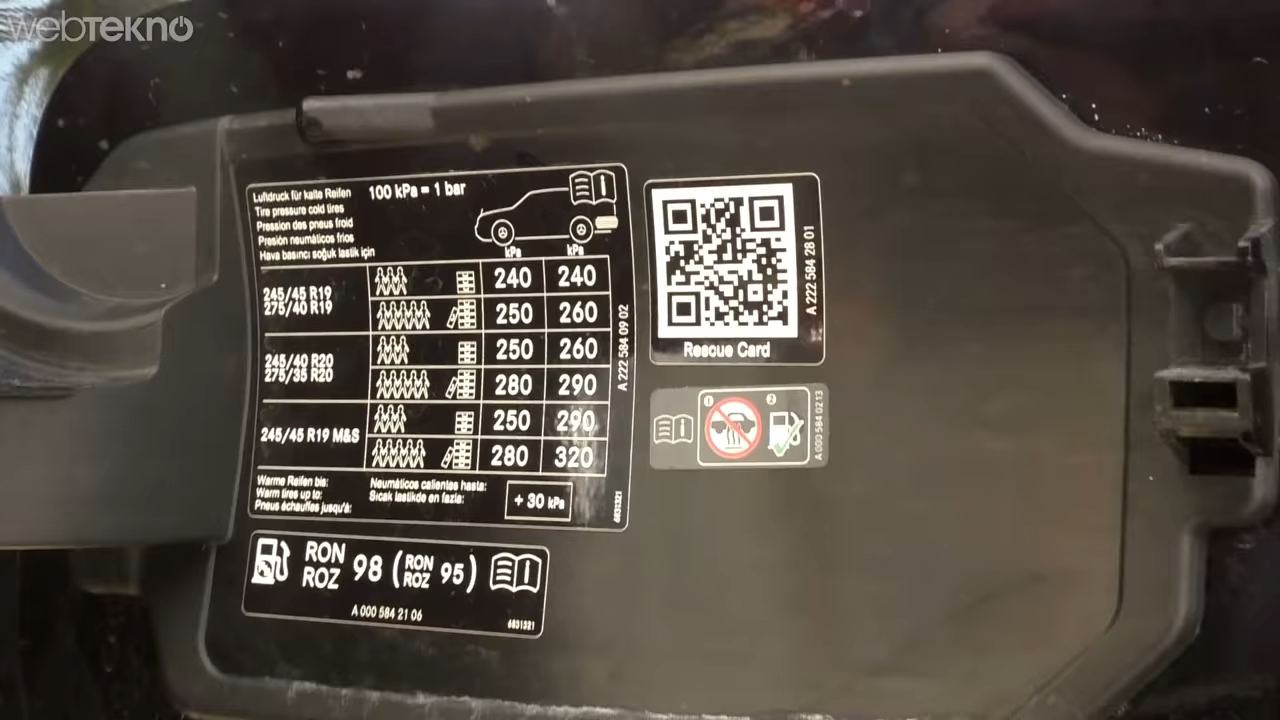 webTEKNO
Luftdruck für kalte Reifen
Tire pressure cold tires
Pression des pneus froid
Presión neumáticos fríos
Hava basıncı soğuk lastik için
100 kPa = 1 bar
kPa kPa
245/45 R19
275/40 R19
240 240
250 260
245/40 R20
275/35 R20
250 260
280 290
245/45 R19 M&S
250 290
280 320
Warme Reifen bis:
Warm tires up to:
Pneus échauffés jusqu'à:
Neumáticos calientes hasta:
Sıcak lastikde en fazla:
+ 30 kPa
A 222 584 09 02
6831321
RON
ROZ
98 (RON
ROZ 95)
A 000 584 21 06
6831321
A 222 584 28 01
Rescue Card
1 2
A 000 584 02 13